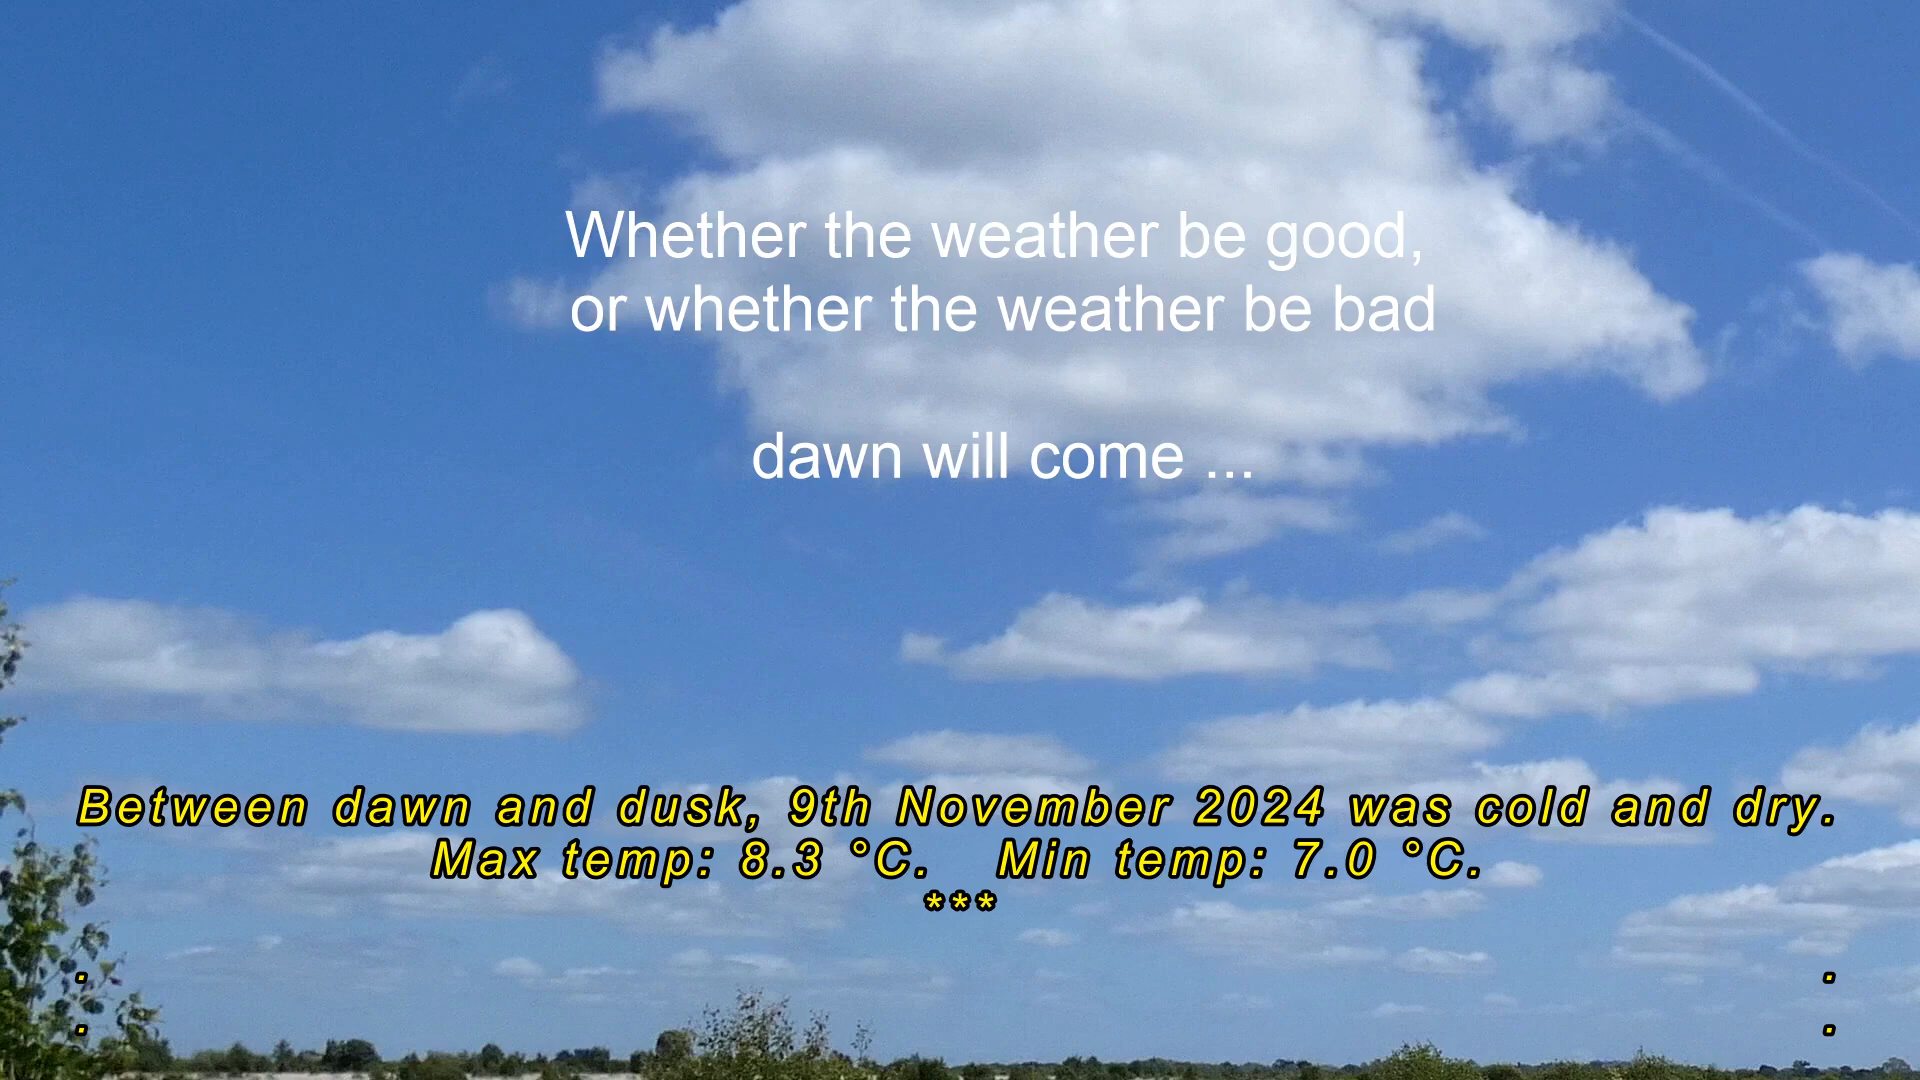 Whether the weather be good,
or whether the weather be bad
dawn will come ...
Between dawn and dusk, 9th November 2024 was cold and dry.
Max temp: 8.3 °C. Min temp: 7.0 °C.
***
. .
. .